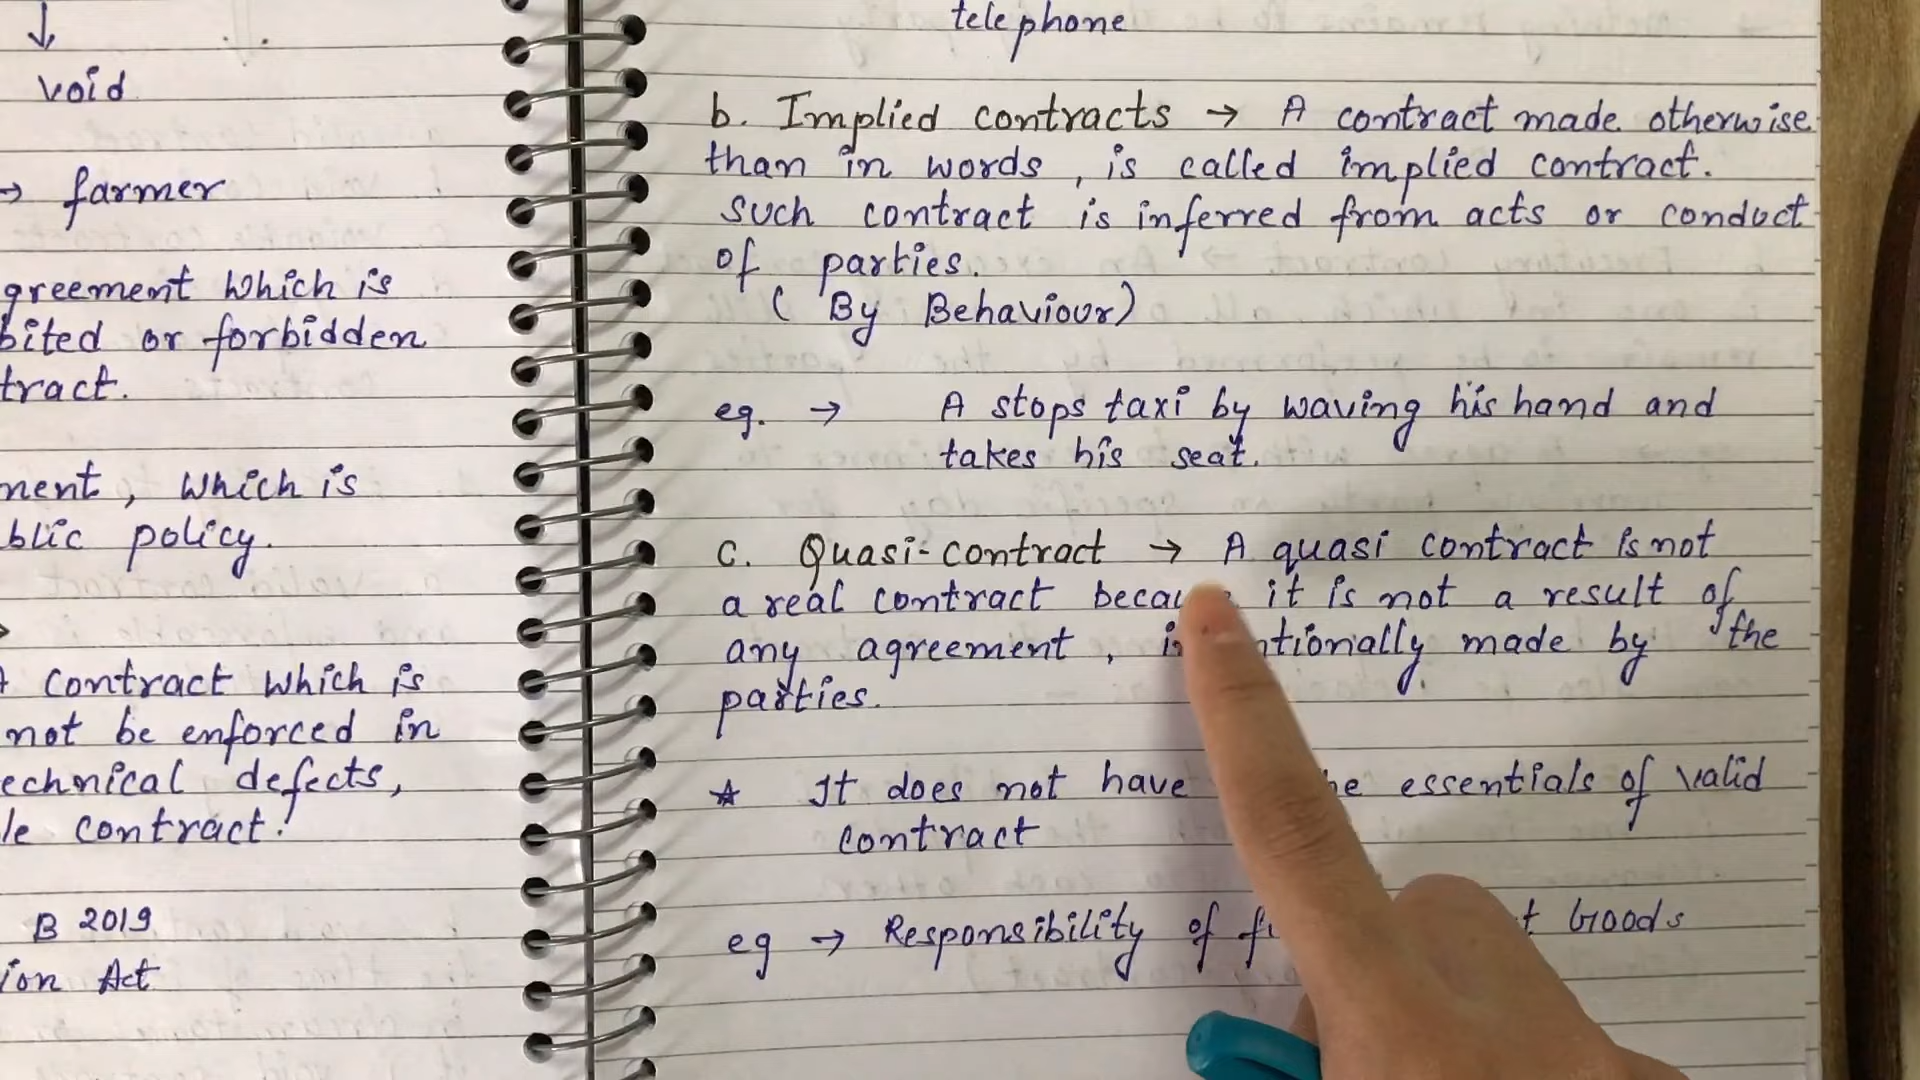 void
→ farmer
greement which is
bited or forbidden
tract.
ment, which is
blic policy.
contract which is
not be enforced in
echnical defects,
le contract!
B 2019
ion Act
telephone
b. Implied contracts → A contract made otherwise
than in words, is called implied contract.
Such contract is inferred from acts or conduct
of parties.
( By Behaviour)
eg. → A stops taxi by waving his hand and
takes his seat.
c. Quasi-contract → A quasi contract is not
a real contract it is not a result of
any agreement, made by the
parties.
* It does not have essentials of valid
contract
eg → Responsibility of Goods